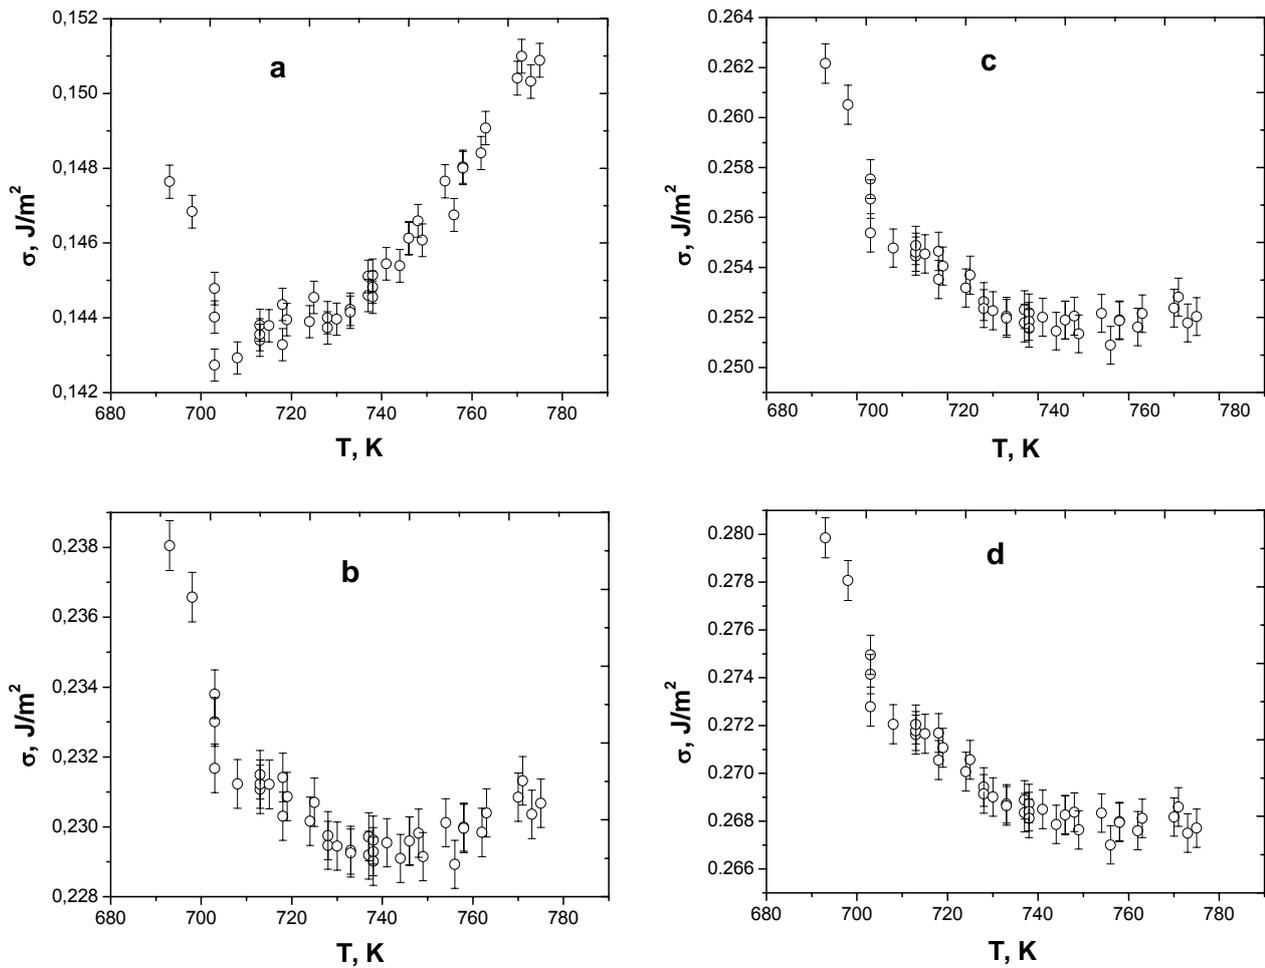 a
0,152
0,150
0,148
0,146
0,144
0,142
σ, J/m²
680 700 720 740 760 780
T, K
c
0.264
0.262
0.260
0.258
0.256
0.254
0.252
0.250
σ, J/m²
680 700 720 740 760 780
T, K
b
0,238
0,236
0,234
0,232
0,230
0,228
σ, J/m²
680 700 720 740 760 780
T, K
d
0.280
0.278
0.276
0.274
0.272
0.270
0.268
0.266
σ, J/m²
680 700 720 740 760 780
T, K